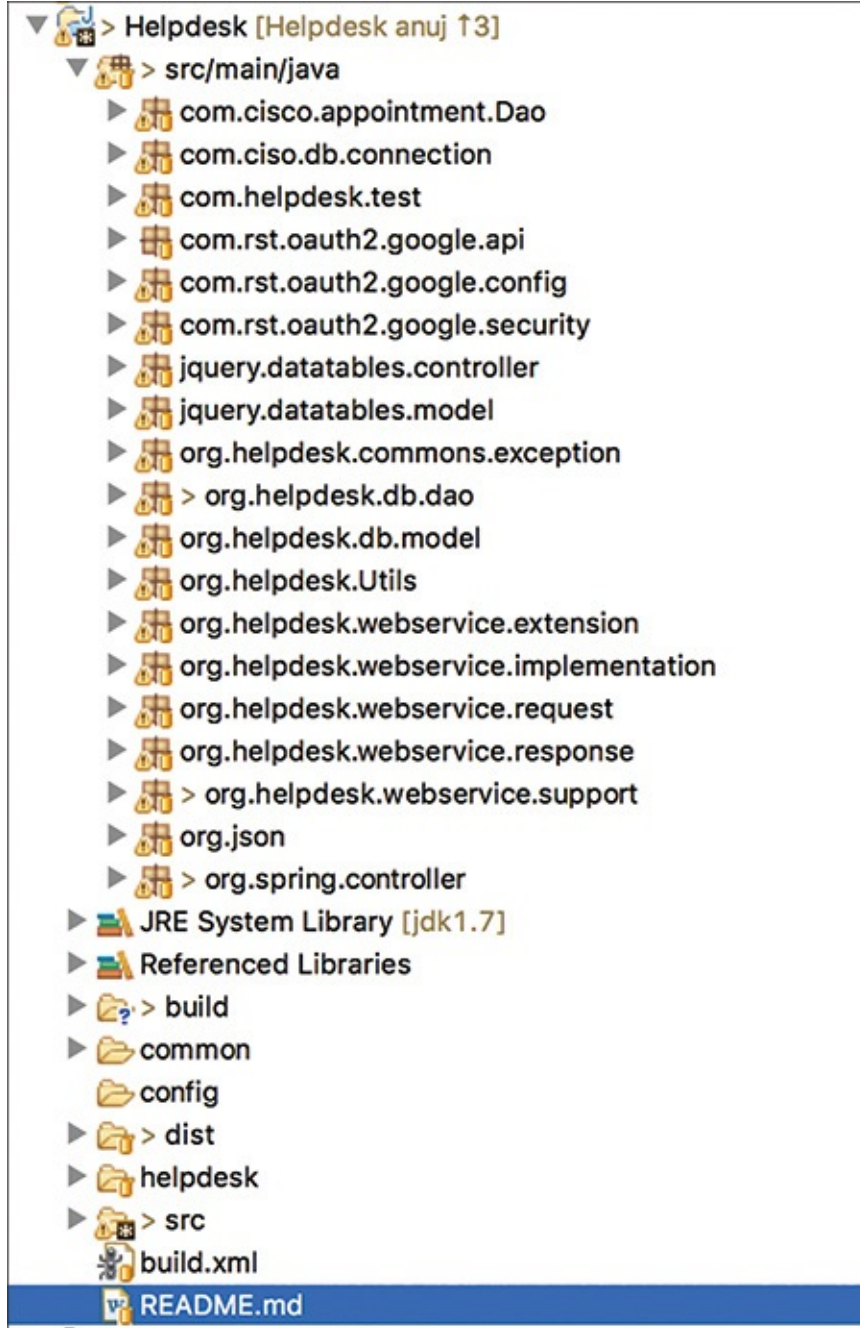 > Helpdesk [Helpdesk anuj ↑3]
> src/main/java
com.cisco.appointment.Dao
com.ciso.db.connection
com.helpdesk.test
com.rst.oauth2.google.api
com.rst.oauth2.google.config
com.rst.oauth2.google.security
jquery.datatables.controller
jquery.datatables.model
org.helpdesk.commons.exception
> org.helpdesk.db.dao
org.helpdesk.db.model
org.helpdesk.Utils
org.helpdesk.webservice.extension
org.helpdesk.webservice.implementation
org.helpdesk.webservice.request
org.helpdesk.webservice.response
> org.helpdesk.webservice.support
org.json
> org.spring.controller
JRE System Library [jdk1.7]
Referenced Libraries
> build
common
config
> dist
helpdesk
> src
build.xml
README.md